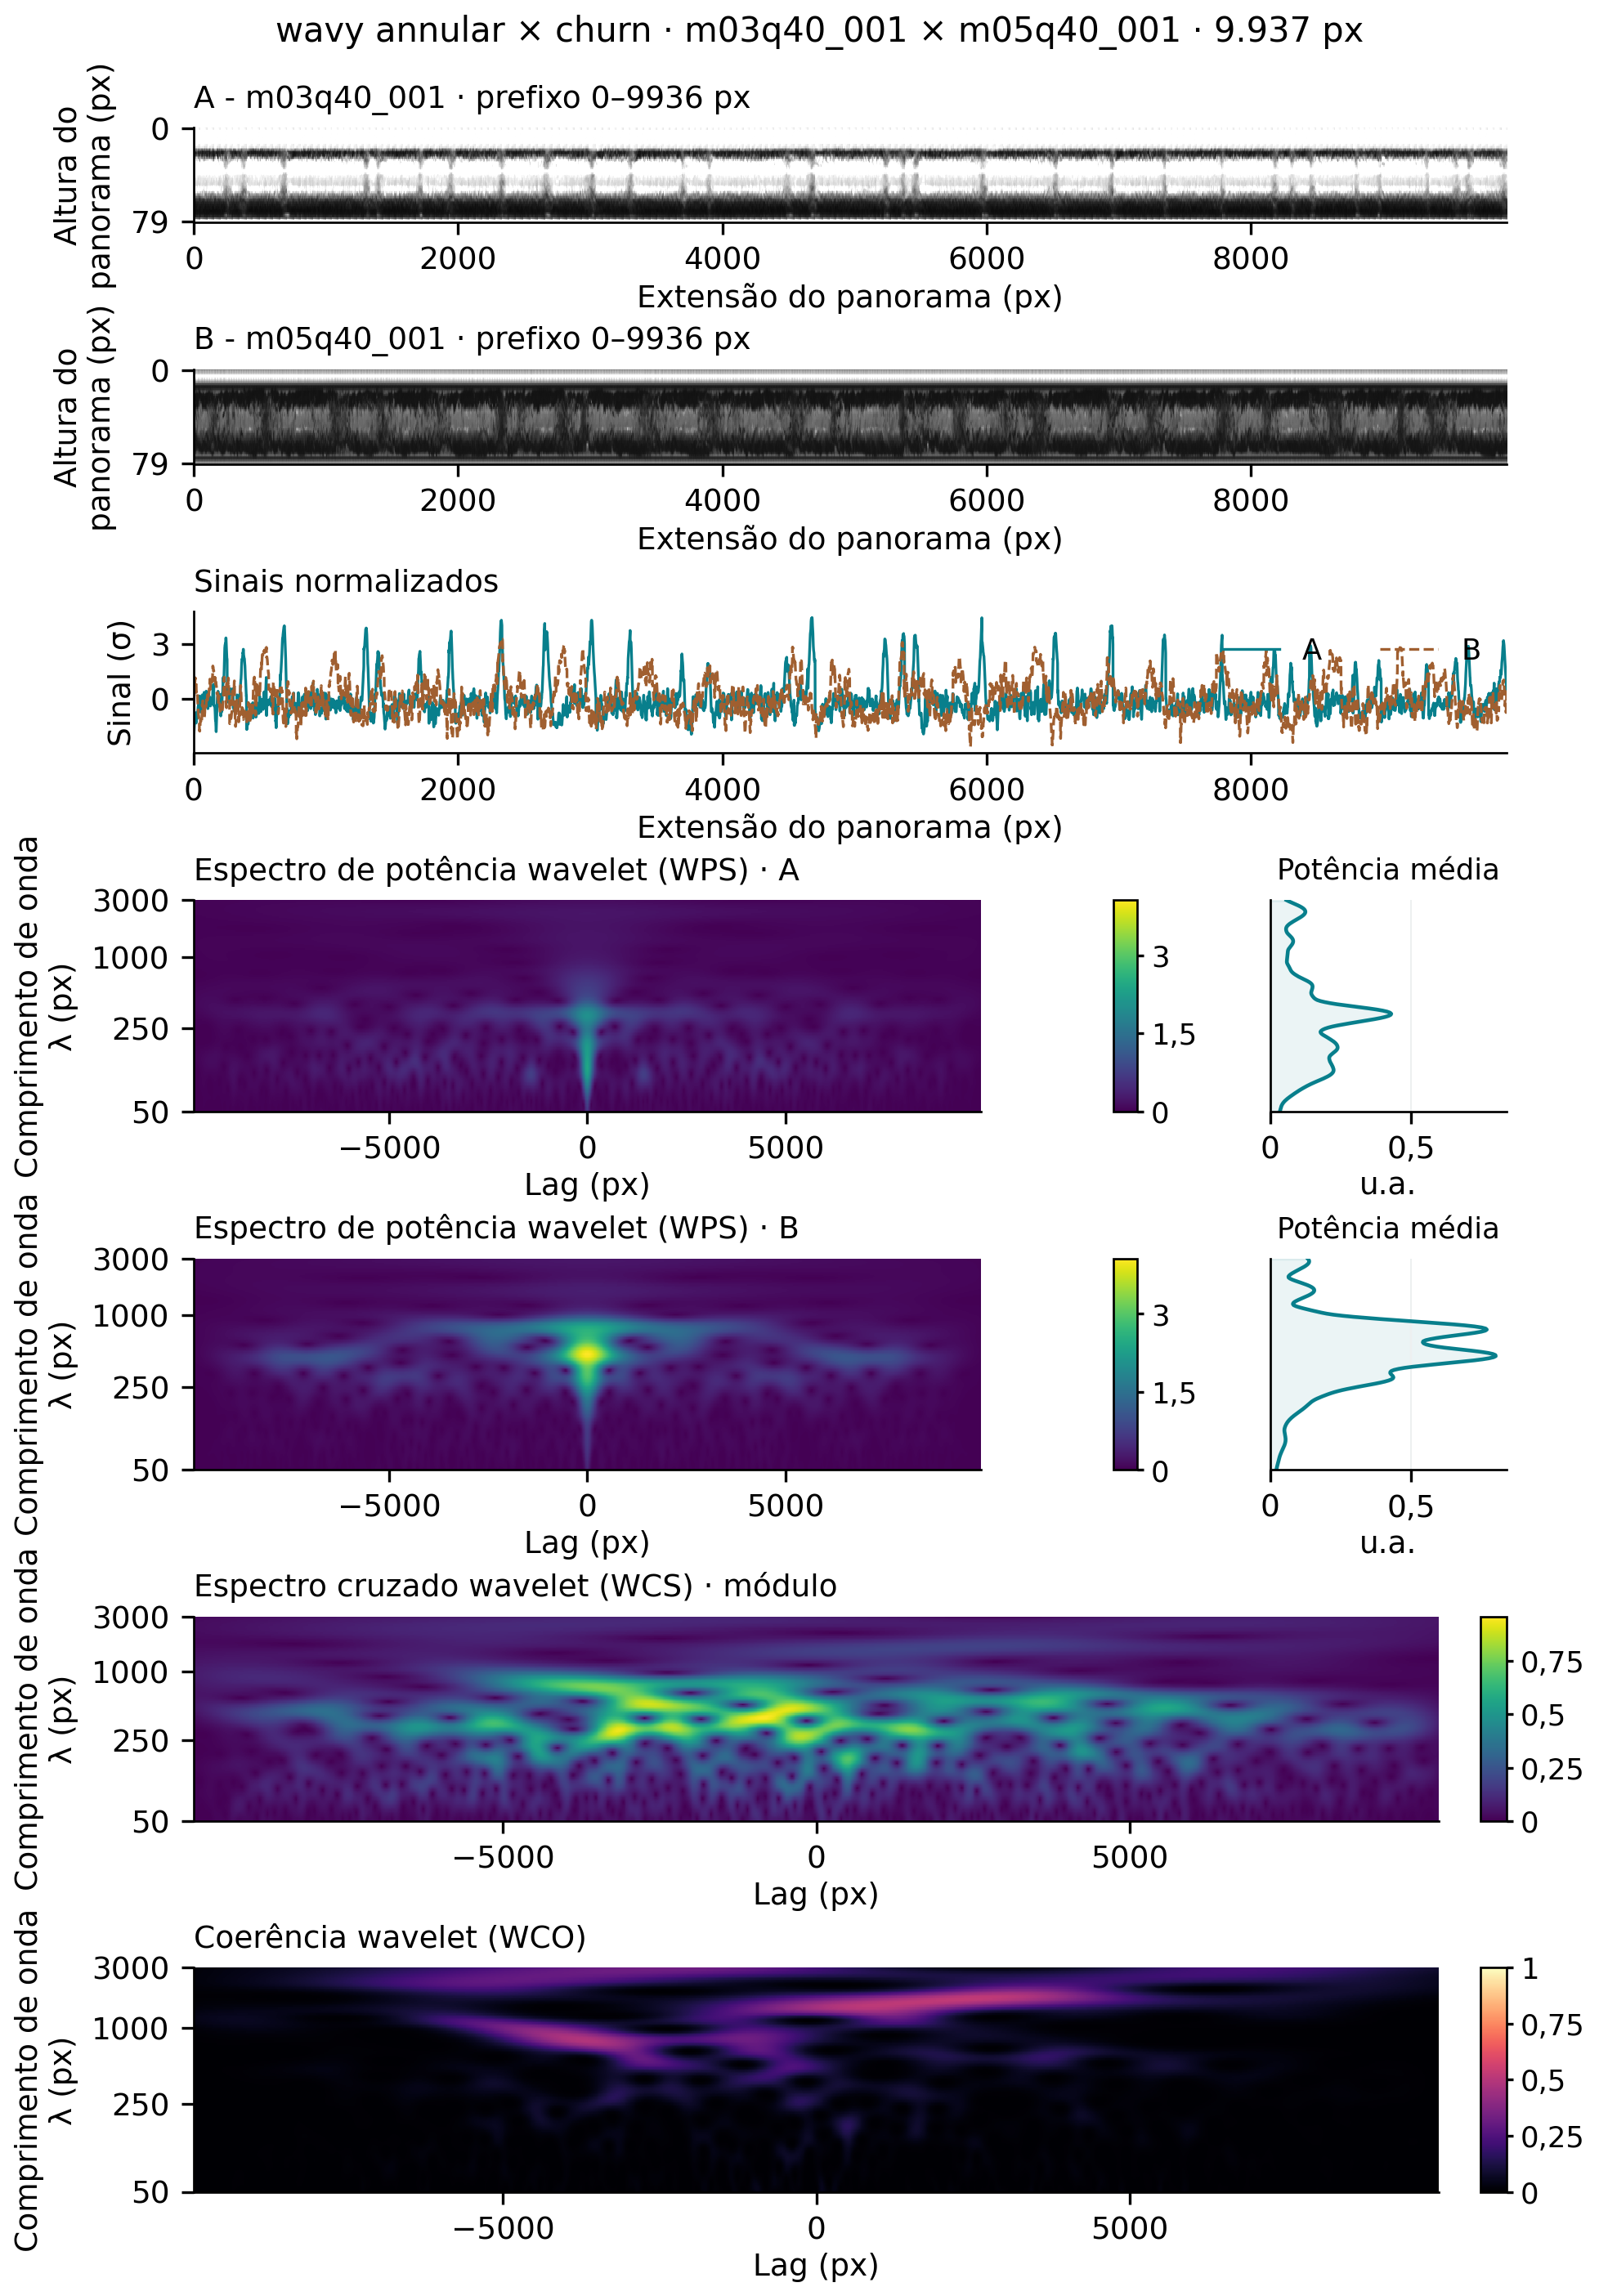 wavy annular × churn · m03q40_001 × m05q40_001 · 9.937 px
A - m03q40_001 · prefixo 0–9936 px
Altura do
panorama (px)
0
79
0
2000
4000
6000
8000
Extensão do panorama (px)
B - m05q40_001 · prefixo 0–9936 px
Altura do
panorama (px)
0
79
0
2000
4000
6000
8000
Extensão do panorama (px)
Sinais normalizados
Sinal (σ)
3
0
A
B
0
2000
4000
6000
8000
Extensão do panorama (px)
Espectro de potência wavelet (WPS) · A
Comprimento de onda
λ (px)
3000
1000
250
50
−5000
0
5000
Lag (px)
3
1,5
0
Potência média
0
0,5
u.a.
Espectro de potência wavelet (WPS) · B
Comprimento de onda
λ (px)
3000
1000
250
50
−5000
0
5000
Lag (px)
3
1,5
0
Potência média
0
0,5
u.a.
Espectro cruzado wavelet (WCS) · módulo
Comprimento de onda
λ (px)
3000
1000
250
50
−5000
0
5000
Lag (px)
0,75
0,5
0,25
0
Coerência wavelet (WCO)
Comprimento de onda
λ (px)
3000
1000
250
50
−5000
0
5000
Lag (px)
1
0,75
0,5
0,25
0